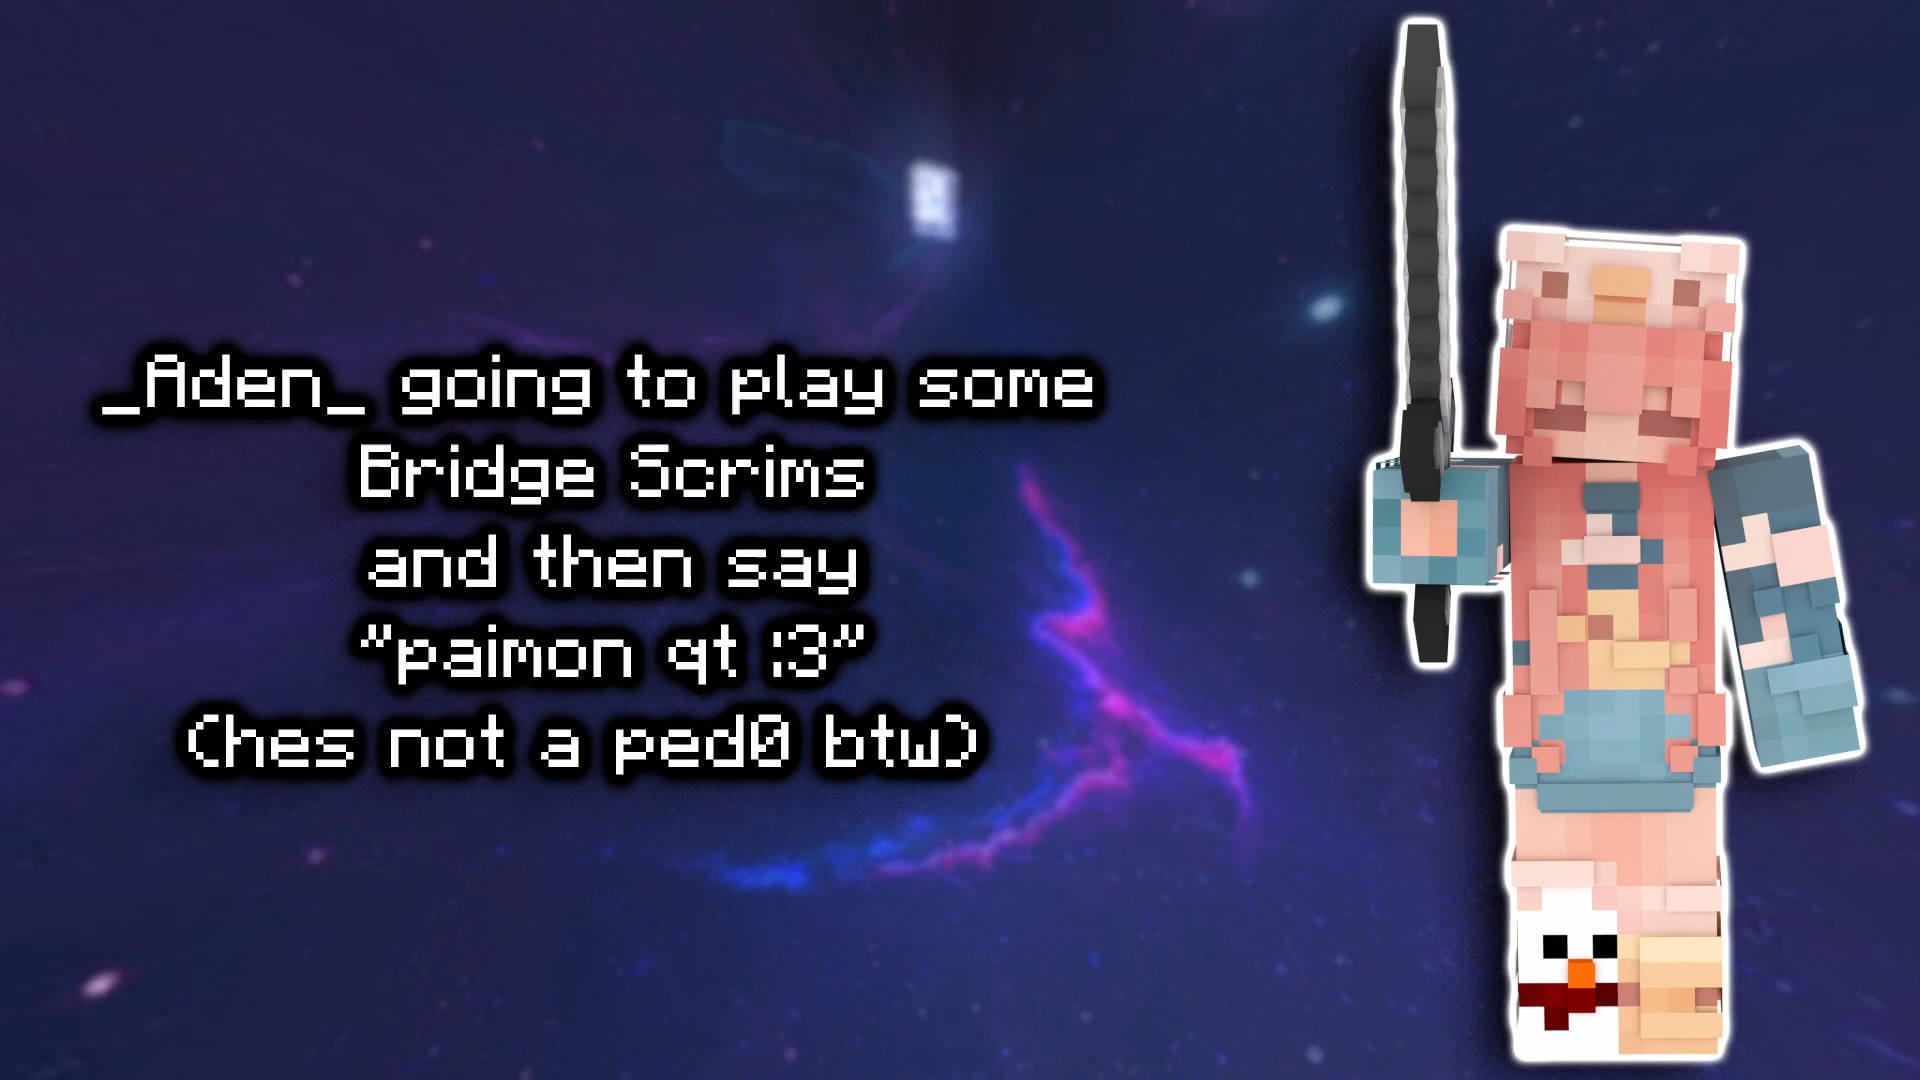 _Aden_ going to play some
Bridge Scrims
and then say
"paimon qt :3"
(hes not a ped0 btw)